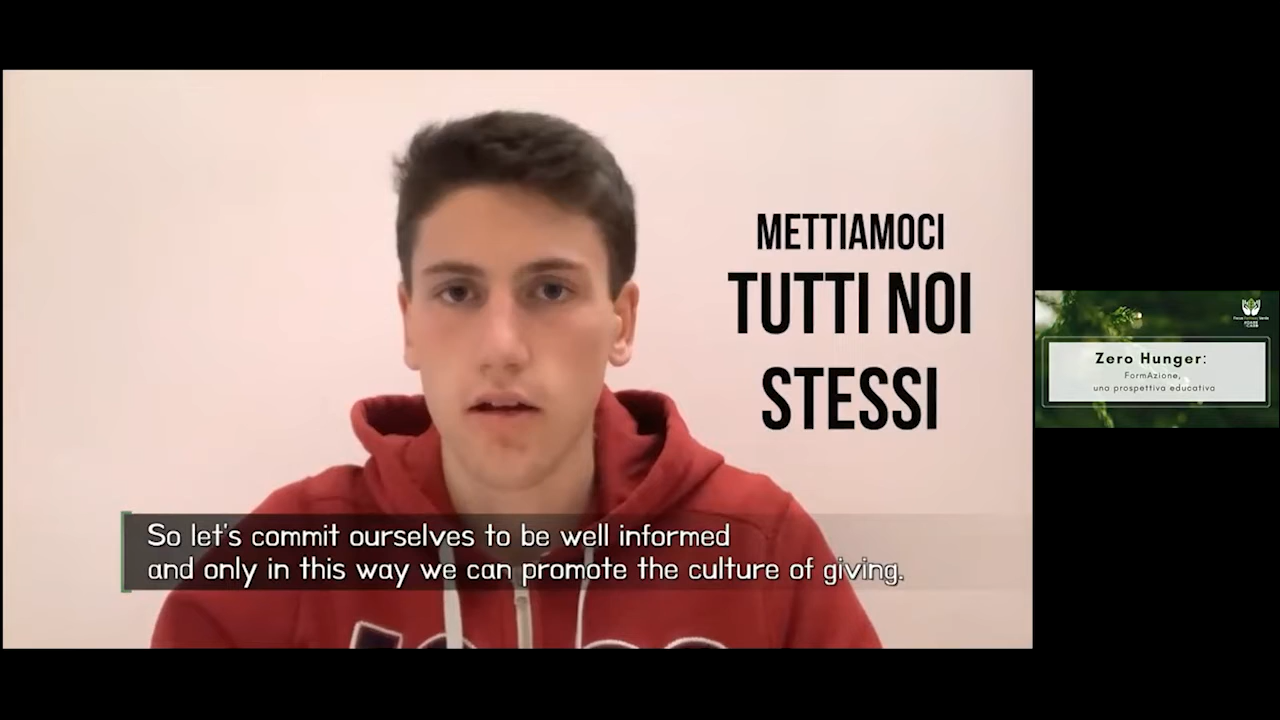 METTIAMOCI
TUTTI NOI
STESSI
So let's commit ourselves to be well informed
and only in this way we can promote the culture of giving.
Zero Hunger:
FormAzione,
una prospettiva educativa